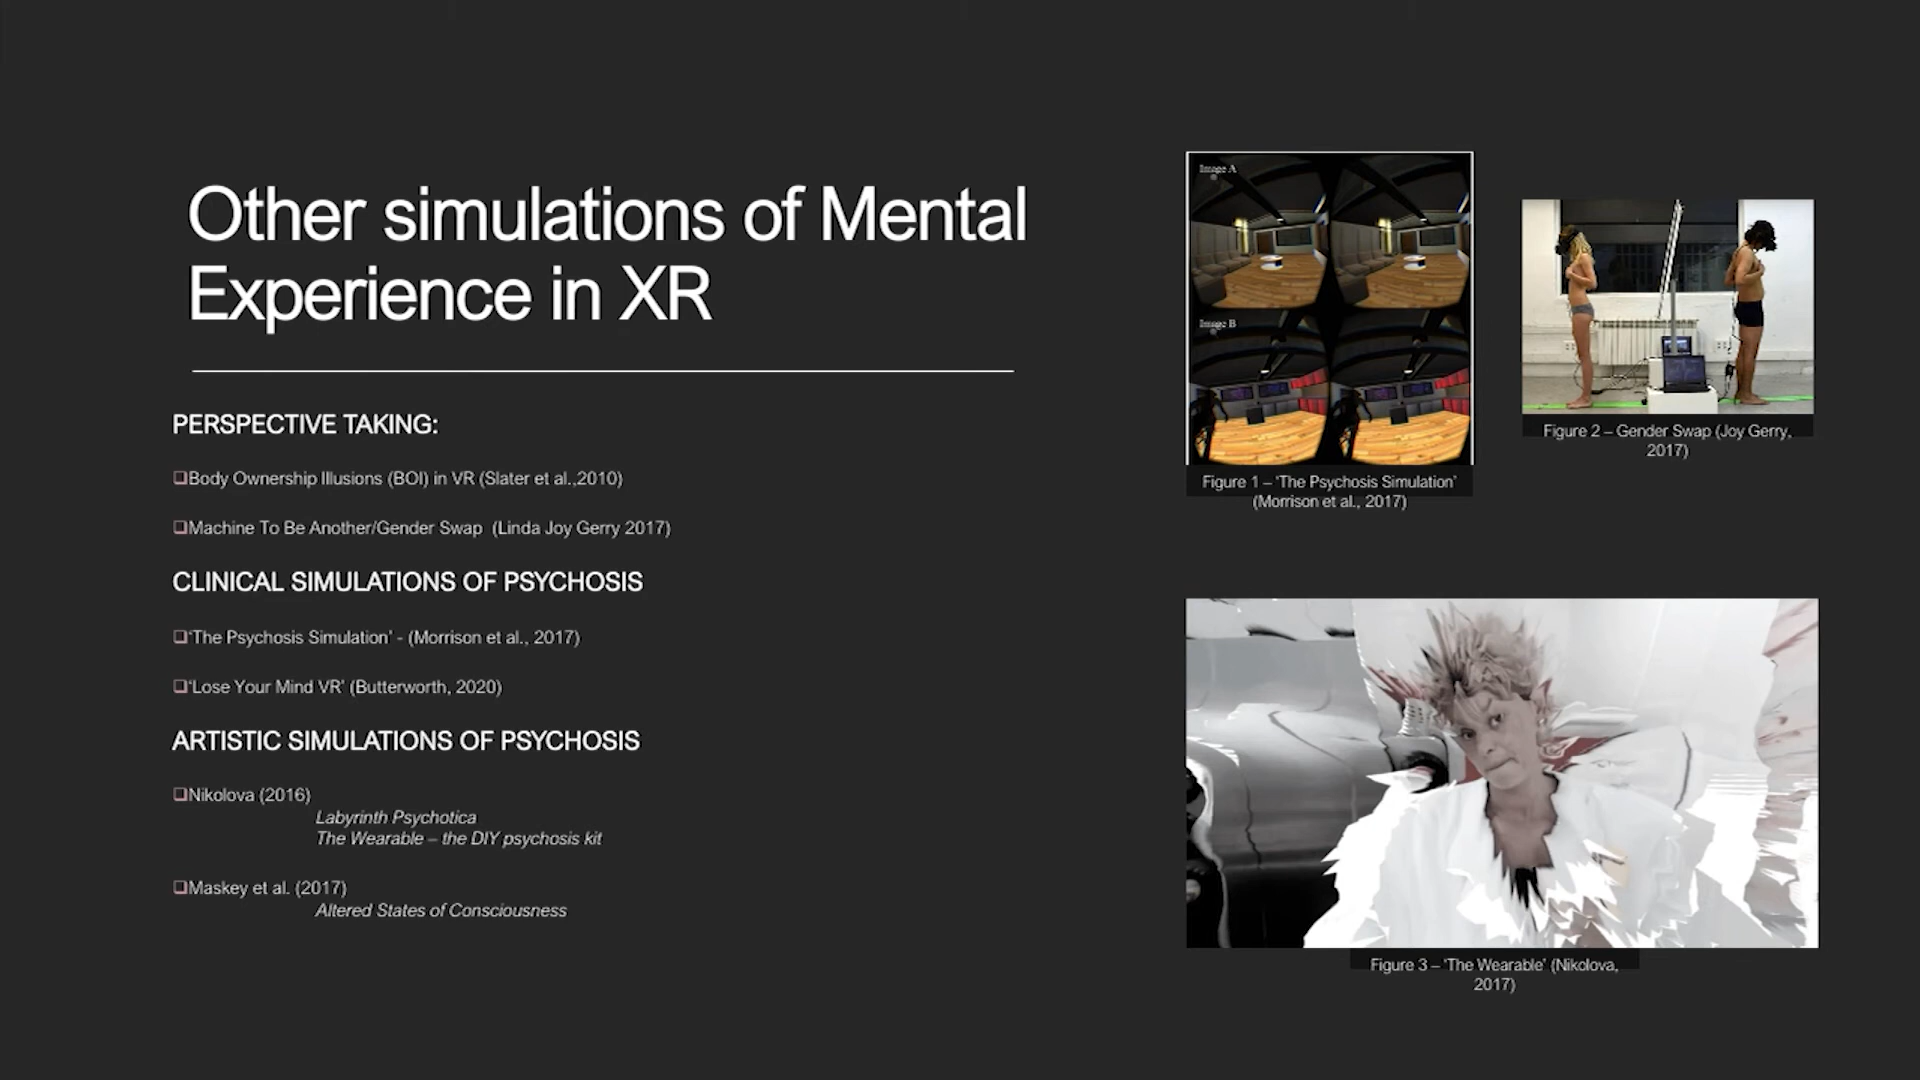 Other simulations of Mental
Experience in XR
PERSPECTIVE TAKING:
❑Body Ownership Illusions (BOI) in VR (Slater et al.,2010)
❑Machine To Be Another/Gender Swap  (Linda Joy Gerry 2017)
CLINICAL SIMULATIONS OF PSYCHOSIS
❑'The Psychosis Simulation' - (Morrison et al., 2017)
❑'Lose Your Mind VR' (Butterworth, 2020)
ARTISTIC SIMULATIONS OF PSYCHOSIS
❑Nikolova (2016)
Labyrinth Psychotica
The Wearable – the DIY psychosis kit
❑Maskey et al. (2017)
Altered States of Consciousness
Image A
Image B
Figure 1 – 'The Psychosis Simulation'
(Morrison et al., 2017)
Figure 2 – Gender Swap (Joy Gerry,
2017)
Figure 3 – 'The Wearable' (Nikolova,
2017)